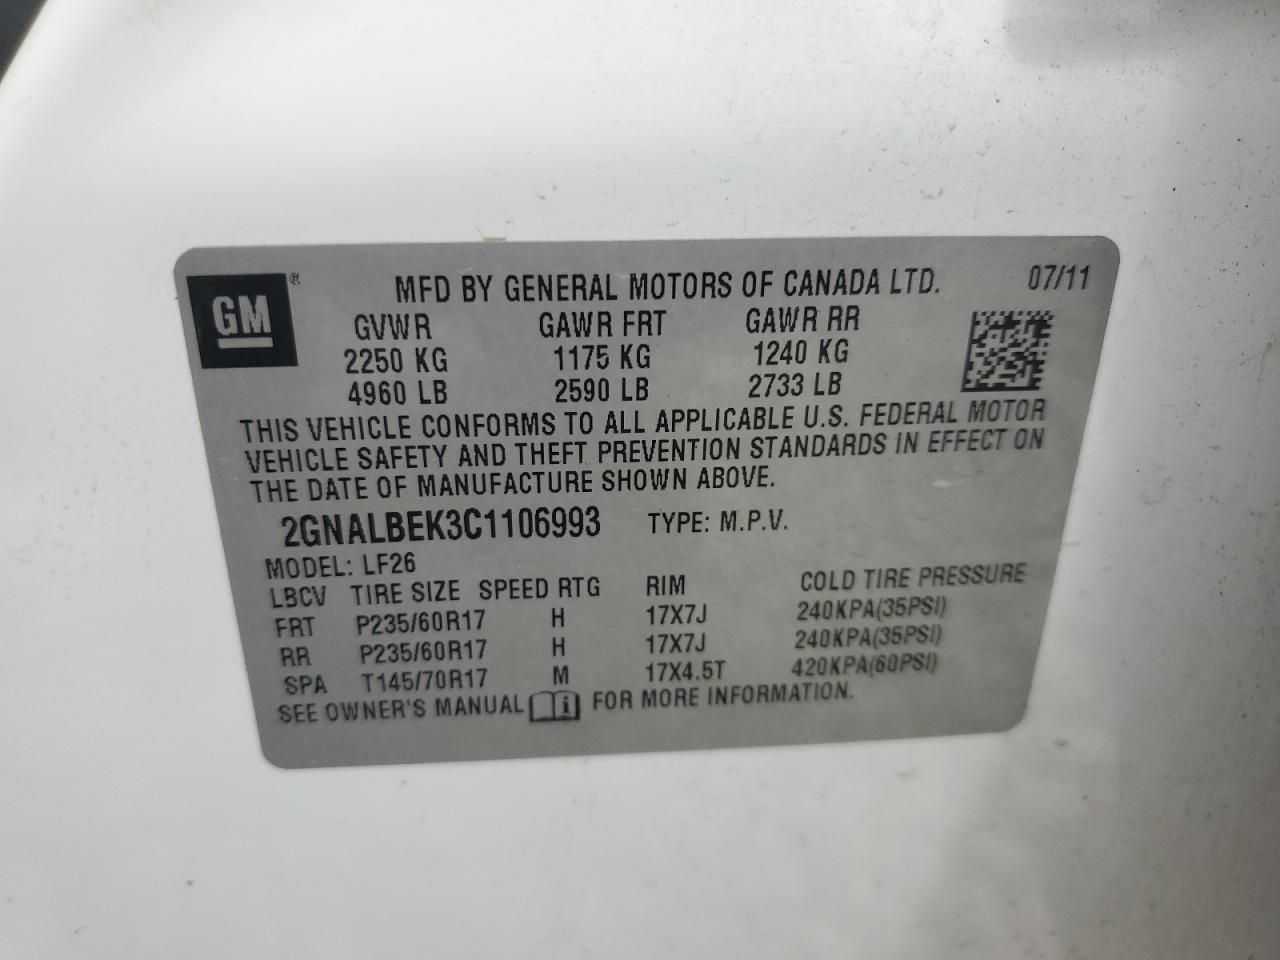 GM ® MFD BY GENERAL MOTORS OF CANADA LTD. 07/11
GVWR GAWR FRT GAWR RR
2250 KG 1175 KG 1240 KG
4960 LB 2590 LB 2733 LB
THIS VEHICLE CONFORMS TO ALL APPLICABLE U.S. FEDERAL MOTOR
VEHICLE SAFETY AND THEFT PREVENTION STANDARDS IN EFFECT ON
THE DATE OF MANUFACTURE SHOWN ABOVE.
2GNALBEK3C1106993 TYPE: M.P.V.
MODEL: LF26
LBCV TIRE SIZE SPEED RTG RIM COLD TIRE PRESSURE
FRT P235/60R17 H 17X7J 240KPA(35PSI)
RR P235/60R17 H 17X7J 240KPA(35PSI)
SPA T145/70R17 M 17X4.5T 420KPA(60PSI)
SEE OWNER'S MANUAL i FOR MORE INFORMATION.